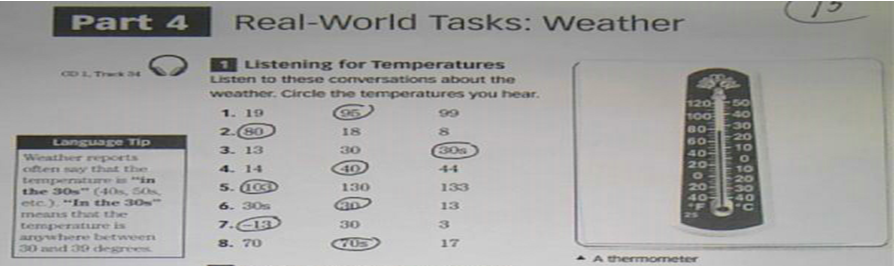 Part 4 Real-World Tasks: Weather
15
CD 1, Track 34
1 Listening for Temperatures
Listen to these conversations about the
weather. Circle the temperatures you hear.
1. 19 95 99
2. 80 18 8
3. 13 30 30s
4. 14 40 44
5. 103 130 133
6. 30s 30 13
7. -13 30 3
8. 70 70s 17
Language Tip
Weather reports
often say that the
temperature is "in
the 30s" (40s, 50s,
etc.). "In the 30s"
means that the
temperature is
anywhere between
30 and 39 degrees.
120 50
100 40
80 30
60 20
40 10
20 0
0 10
20 20
40 30
40
°F °C
A thermometer